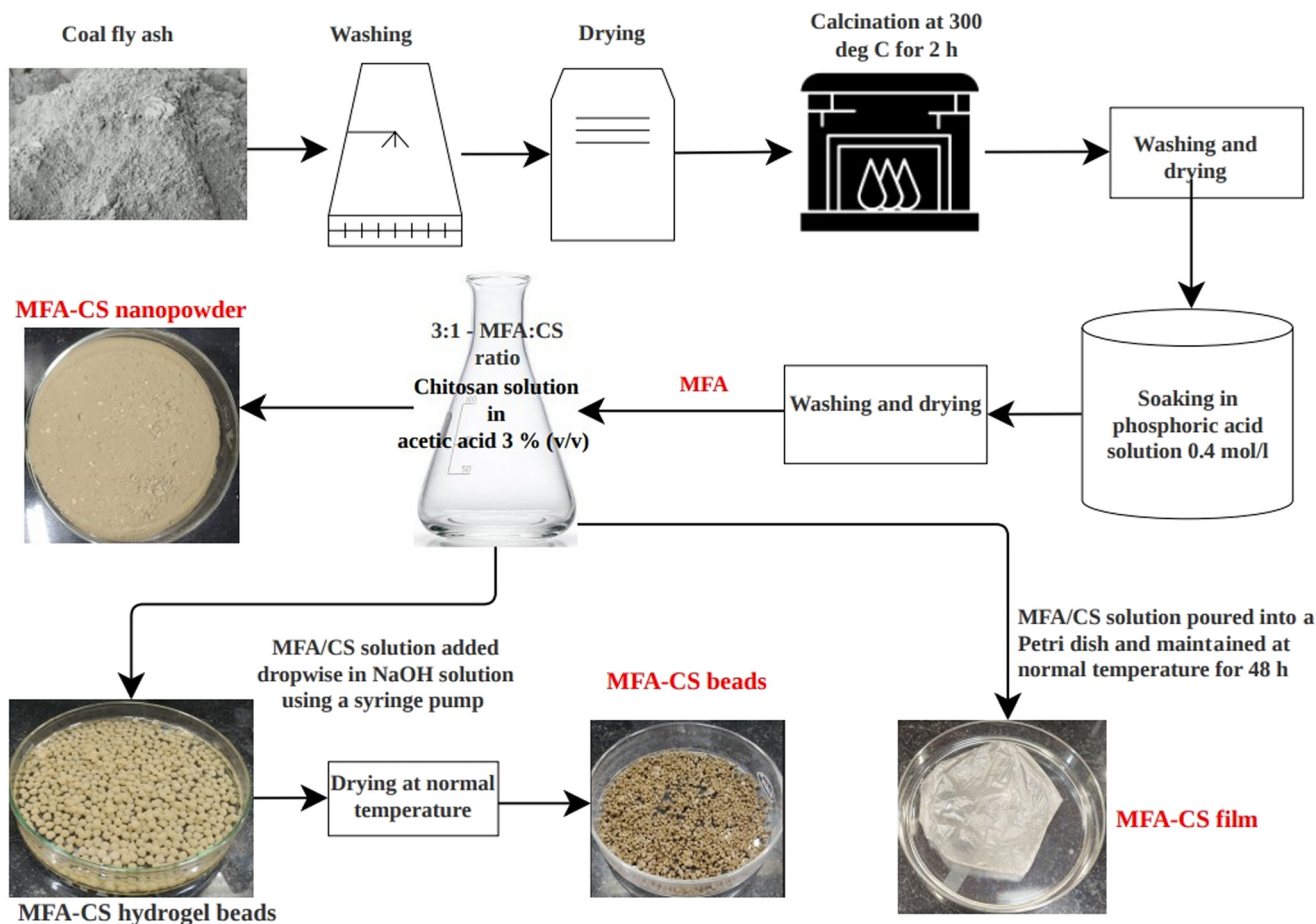 Coal fly ash
Washing
Drying
Calcination at 300
deg C for 2 h
Washing and
drying
MFA-CS nanopowder
3:1 - MFA:CS
ratio
Chitosan solution
in
acetic acid 3 % (v/v)
100
50
MFA
Washing and drying
Soaking in
phosphoric acid
solution 0.4 mol/l
MFA/CS solution added
dropwise in NaOH solution
using a syringe pump
MFA-CS beads
MFA/CS solution poured into a
Petri dish and maintained at
normal temperature for 48 h
Drying at normal
temperature
MFA-CS film
MFA-CS hydrogel beads